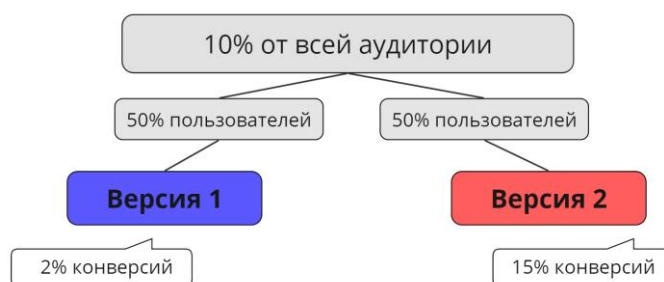 10% от всей аудитории
50% пользователей
50% пользователей
Версия 1
Версия 2
2% конверсий
15% конверсий